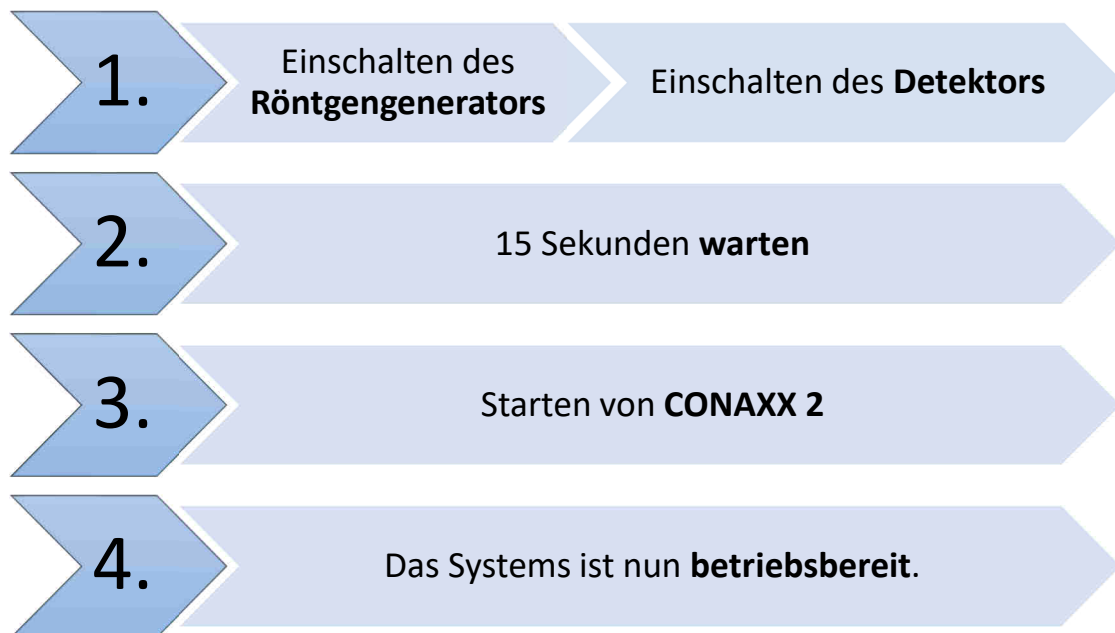 1.
Einschalten des
Röntgengenerators
Einschalten des Detektors
2.
15 Sekunden warten
3.
Starten von CONAXX 2
4.
Das Systems ist nun betriebsbereit.